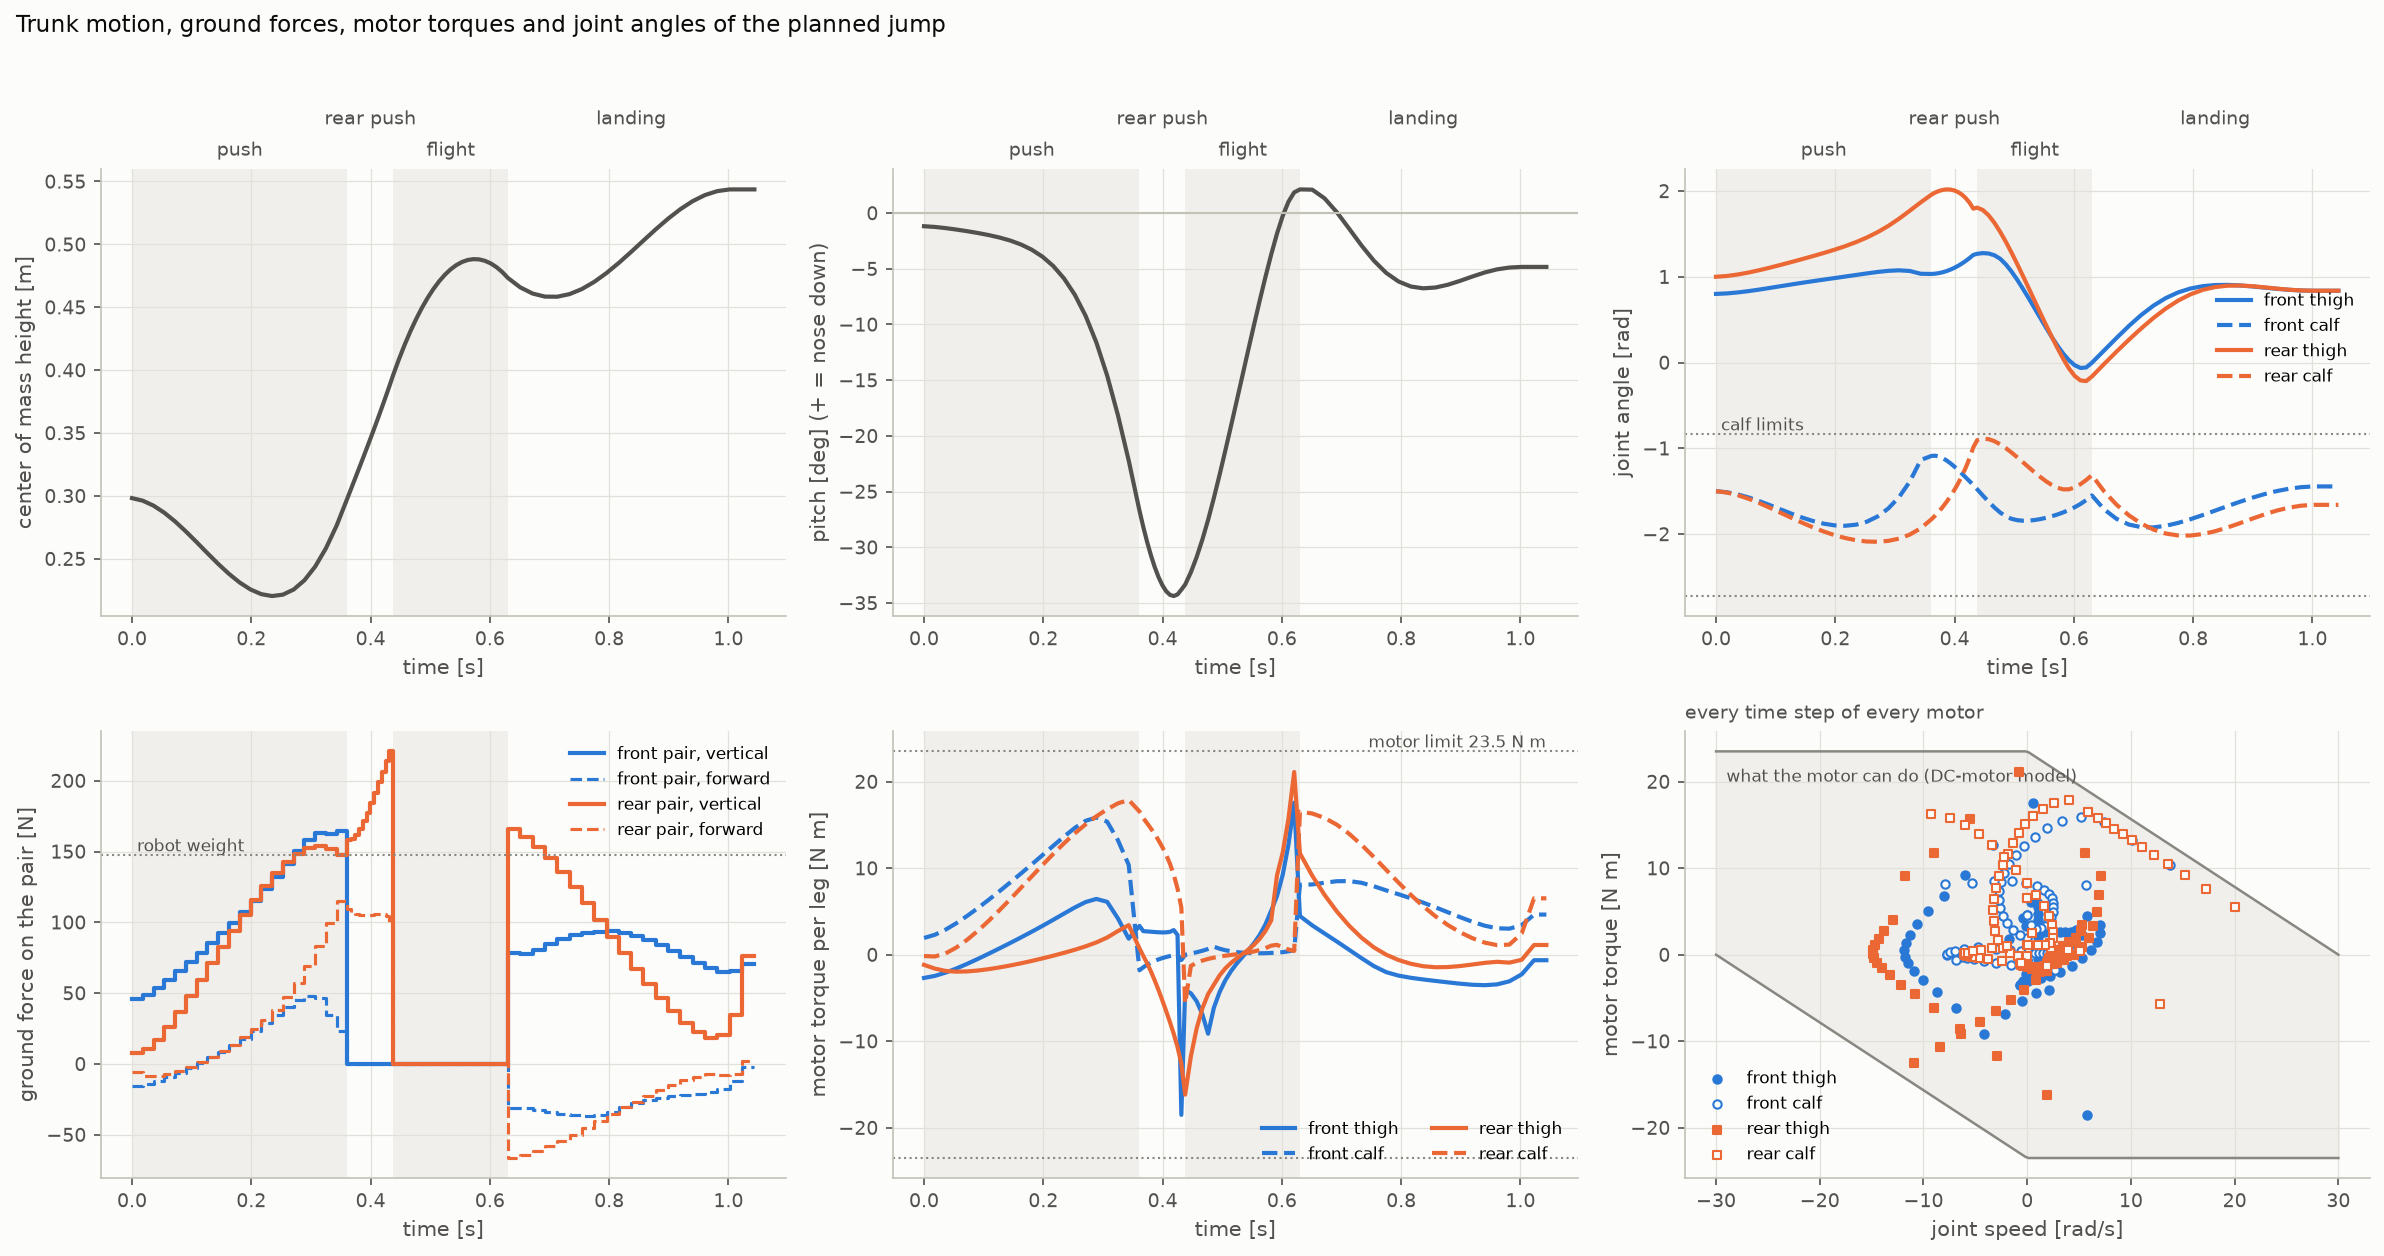 Trunk motion, ground forces, motor torques and joint angles of the planned jump
rear push
landing
push
flight
0.55
0.50
0.45
0.40
0.35
0.30
0.25
center of mass height [m]
0.0 0.2 0.4 0.6 0.8 1.0
time [s]
rear push
landing
push
flight
0
−5
−10
−15
−20
−25
−30
−35
pitch [deg] (+ = nose down)
0.0 0.2 0.4 0.6 0.8 1.0
time [s]
rear push
landing
push
flight
2
1
0
−1
−2
joint angle [rad]
front thigh
front calf
rear thigh
rear calf
calf limits
0.0 0.2 0.4 0.6 0.8 1.0
time [s]
200
150
100
50
0
−50
ground force on the pair [N]
front pair, vertical
front pair, forward
rear pair, vertical
rear pair, forward
robot weight
0.0 0.2 0.4 0.6 0.8 1.0
time [s]
20
10
0
−10
−20
motor torque per leg [N m]
motor limit 23.5 N m
front thigh
front calf
rear thigh
rear calf
0.0 0.2 0.4 0.6 0.8 1.0
time [s]
every time step of every motor
20
10
0
−10
−20
motor torque [N m]
what the motor can do (DC-motor model)
front thigh
front calf
rear thigh
rear calf
−30 −20 −10 0 10 20 30
joint speed [rad/s]